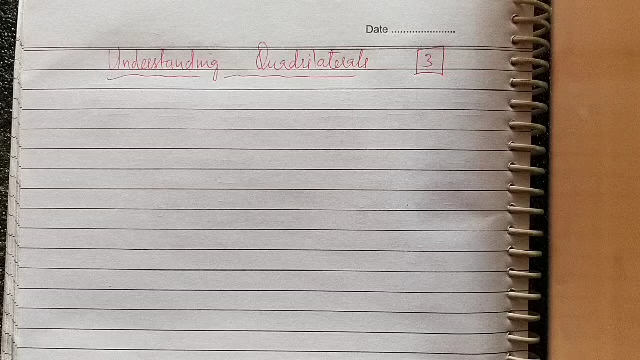 Date ......................
Understanding Quadrilaterals 3